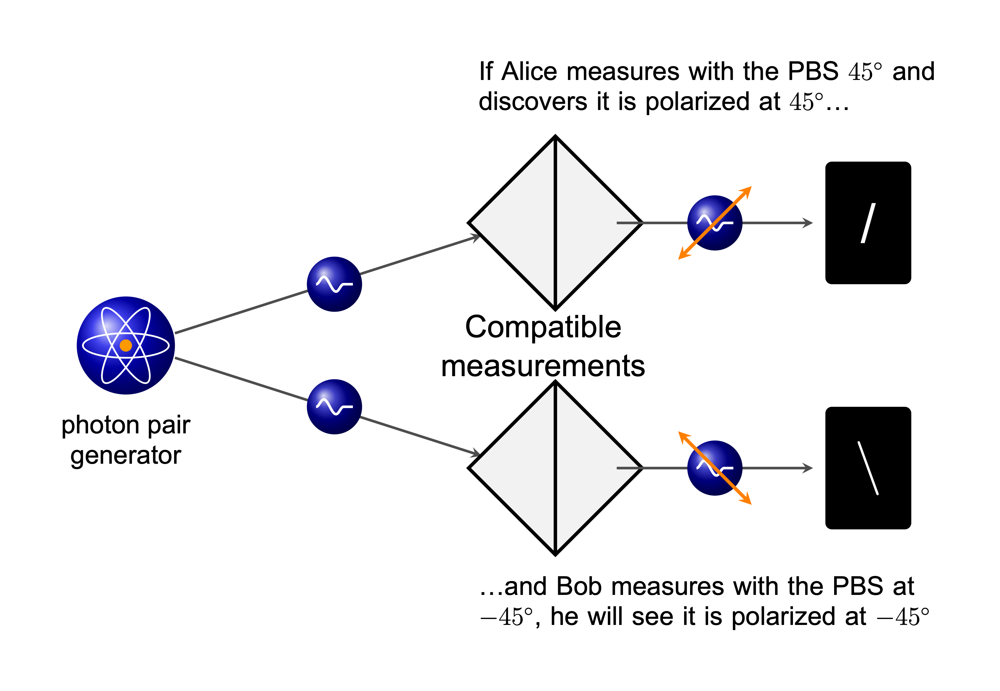 If Alice measures with the PBS 45° and
discovers it is polarized at 45°…
/
Compatible
measurements
photon pair
generator
\
…and Bob measures with the PBS at
−45°, he will see it is polarized at −45°